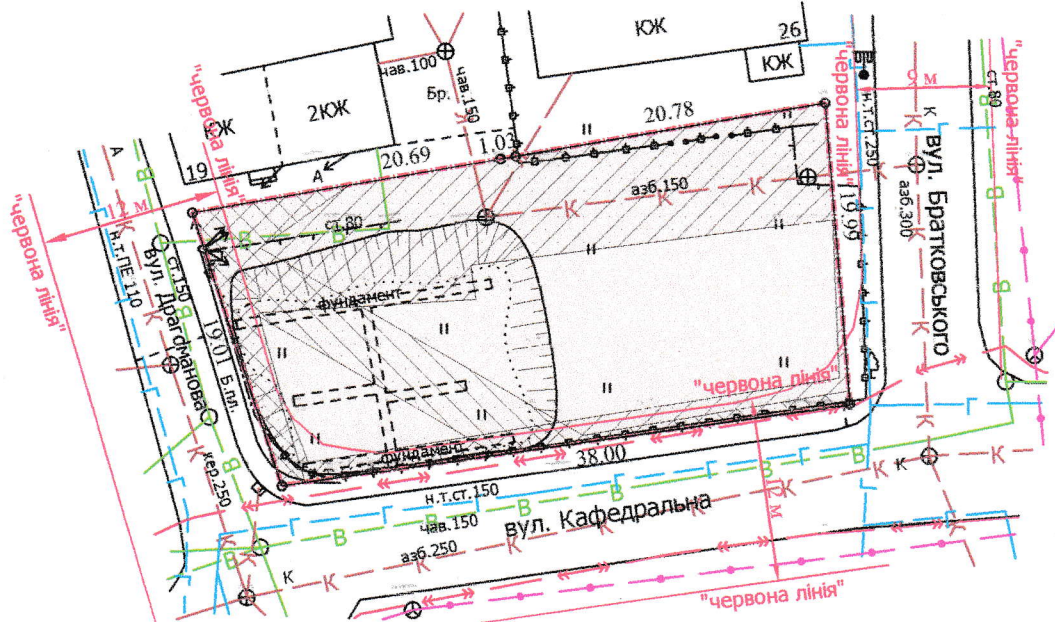 КЖ
26
КЖ
"червона лінія"
9 м
ст.80
"червона лінія"
К
н.т.ст.250
вул. Братковського
аз6.300
чав.100
чав.150
Бр.
2КЖ
КЖ
19
"червона лінія"
А
20.69
1.03
20.78
аз6.150
19.99
А
12 м
"червона лінія"
н.т.ПЕ 110
вул. Драгоманова
ст.150
ст.80
19.01
Б.пл.
кер.250
фундамент
фундамент
"червона лінія"
38.00
н.т.ст.150
чав.150
аз6.250
вул. Кафедральна
12 м
К
К
"червона лінія"